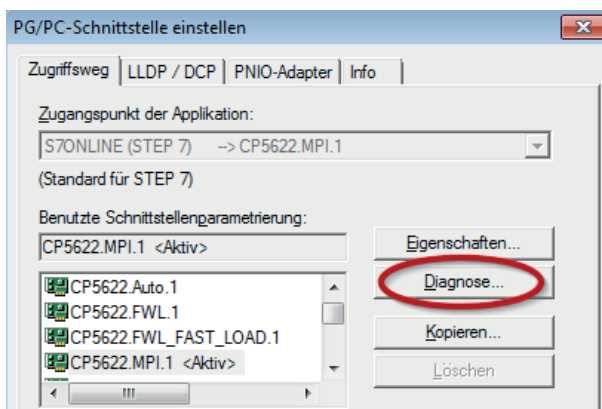 PG/PC-Schnittstelle einstellen
Zugriffsweg LLDP / DCP PNIO-Adapter Info
Zugangspunkt der Applikation:
S7ONLINE (STEP 7) --> CP5622.MPI.1
(Standard für STEP 7)
Benutzte Schnittstellenparametrierung:
CP5622.MPI.1 <Aktiv>
Eigenschaften...
CP5622.Auto.1
Diagnose...
CP5622.FWL.1
CP5622.FWL_FAST_LOAD.1
Kopieren...
CP5622.MPI.1 <Aktiv>
Löschen